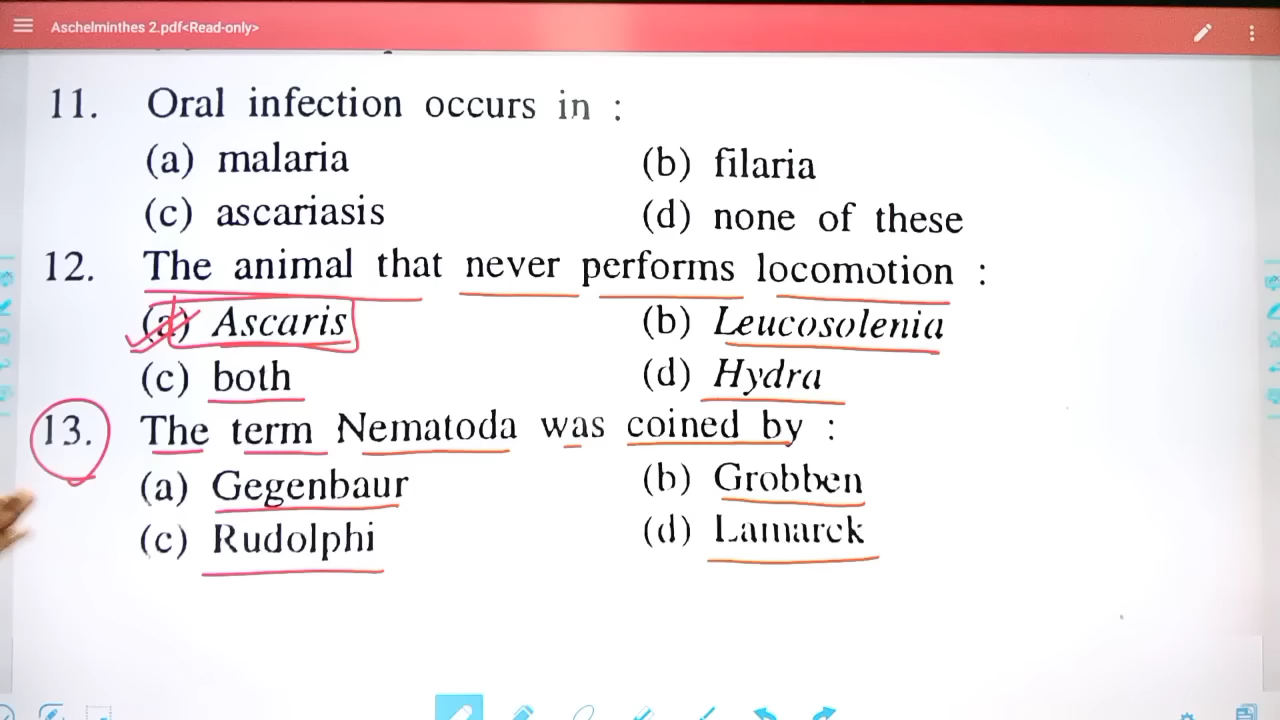 Aschelminthes 2.pdf<Read-only>
11. Oral infection occurs in :
(a) malaria (b) filaria
(c) ascariasis (d) none of these
12. The animal that never performs locomotion :
(a) Ascaris (b) Leucosolenia
(c) both (d) Hydra
13. The term Nematoda was coined by :
(a) Gegenbaur (b) Grobben
(c) Rudolphi (d) Lamarck